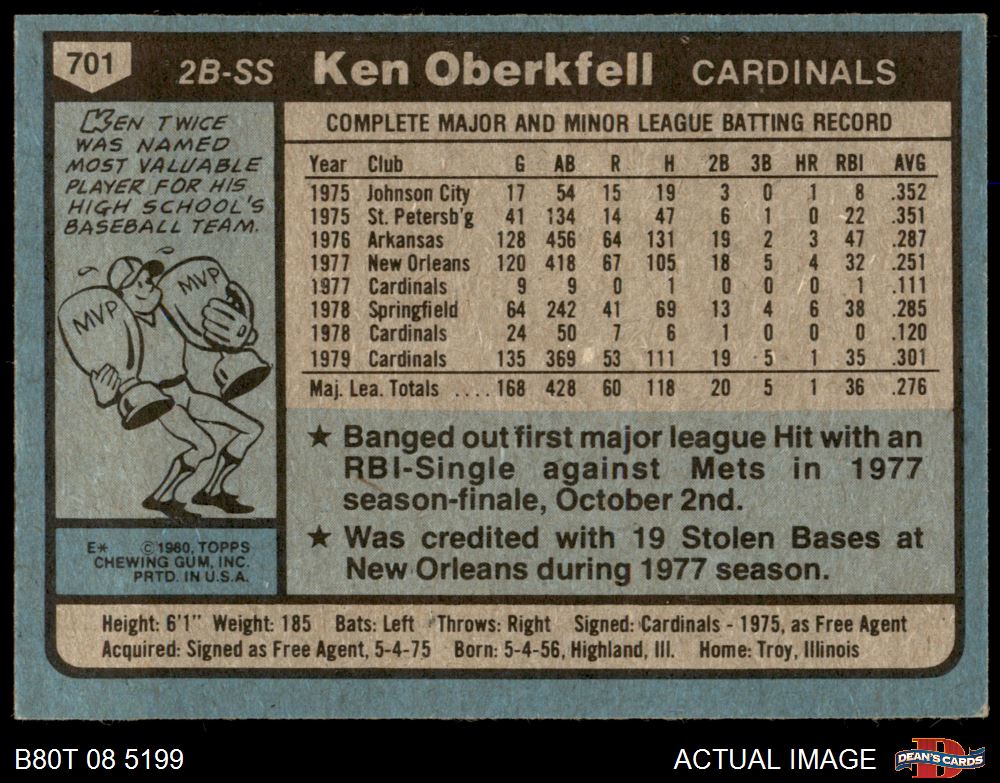 701 2B-SS Ken Oberkfell CARDINALS
KEN TWICE
WAS NAMED
MOST VALUABLE
PLAYER FOR HIS
HIGH SCHOOL'S
BASEBALL TEAM.
MVP
MVP
E* ©1980, TOPPS
CHEWING GUM, INC.
PRTD. IN U.S.A.
COMPLETE MAJOR AND MINOR LEAGUE BATTING RECORD
Year Club G AB R H 2B 3B HR RBI AVG
1975 Johnson City 17 54 15 19 3 0 1 8 .352
1975 St. Petersb'g 41 134 14 47 6 1 0 22 .351
1976 Arkansas 128 456 64 131 19 2 3 47 .287
1977 New Orleans 120 418 67 105 18 5 4 32 .251
1977 Cardinals 9 9 0 1 0 0 0 1 .111
1978 Springfield 64 242 41 69 13 4 6 38 .285
1978 Cardinals 24 50 7 6 1 0 0 0 .120
1979 Cardinals 135 369 53 111 19 5 1 35 .301
Maj. Lea. Totals .... 168 428 60 118 20 5 1 36 .276
★ Banged out first major league Hit with an
RBI-Single against Mets in 1977
season-finale, October 2nd.
★ Was credited with 19 Stolen Bases at
New Orleans during 1977 season.
Height: 6'1" Weight: 185 Bats: Left Throws: Right Signed: Cardinals - 1975, as Free Agent
Acquired: Signed as Free Agent, 5-4-75 Born: 5-4-56, Highland, Ill. Home: Troy, Illinois
B80T 08 5199 ACTUAL IMAGE DEAN'S CARDS